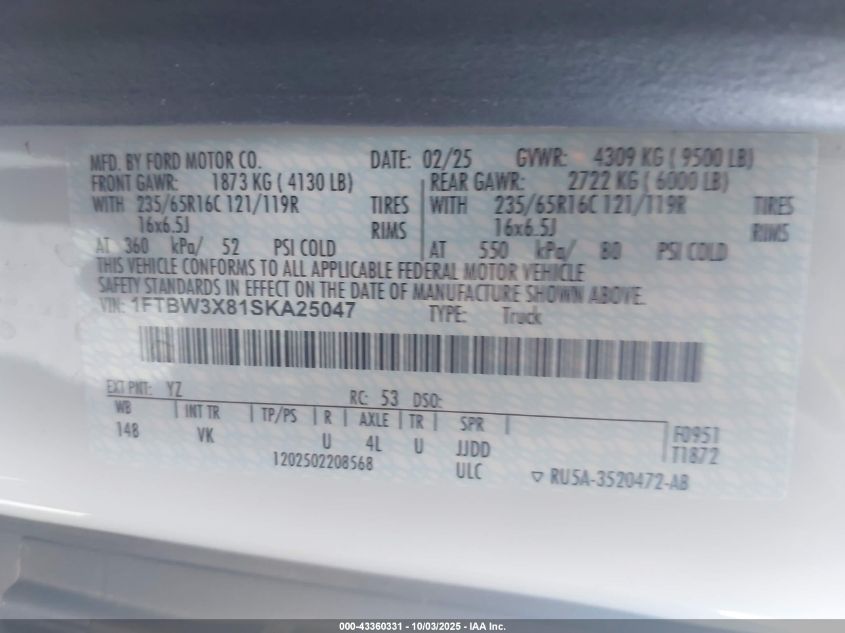 MFD. BY FORD MOTOR CO. DATE: 02/25 GVWR: 4309 KG ( 9500 LB)
FRONT GAWR: 1873 KG ( 4130 LB) REAR GAWR: 2722 KG ( 6000 LB)
WITH 235/65R16C 121/119R TIRES WITH 235/65R16C 121/119R TIRES
16x6.5J RIMS 16x6.5J RIMS
AT 360 kPa/ 52 PSI COLD AT 550 kPa/ 80 PSI COLD
THIS VEHICLE CONFORMS TO ALL APPLICABLE FEDERAL MOTOR VEHICLE
SAFETY STANDARDS IN EFFECT ON THE DATE OF MANUFACTURE SHOWN ABOVE.
VIN: 1FTBW3X81SKA25047 TYPE: Truck
EXT PNT: YZ RC: 53 DSO:
WB INT TR TP/PS R AXLE TR SPR
148 VK U 4L U JJDD
F0951
T1872
1202502208568 ULC ▽ RU5A-3520472-AB
000-43360331 - 10/03/2025 - IAA Inc.